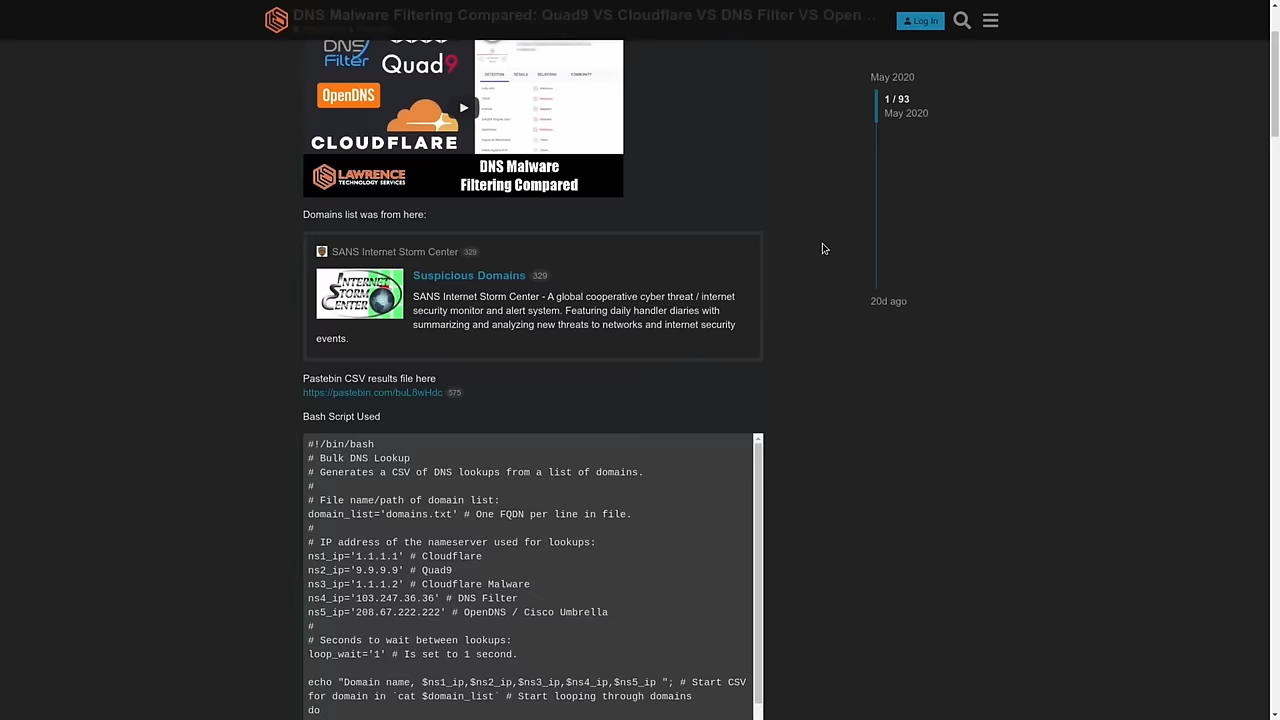 DNS Malware Filtering Compared: Quad9 VS Cloudflare VS DNS Filter VS Open...
Log In
DNS
Filter
Quad9
OpenDNS
CLOUDFLARE
DETECTION DETAILS RELATIONS COMMUNITY
LAWRENCE
TECHNOLOGY SERVICES
DNS Malware
Filtering Compared
May 2020
1 / 93
May 2020
20d ago
Domains list was from here:
SANS Internet Storm Center 329
INTERNET
STORM
CENTER
Suspicious Domains 329
SANS Internet Storm Center - A global cooperative cyber threat / internet
security monitor and alert system. Featuring daily handler diaries with
summarizing and analyzing new threats to networks and internet security
events.
Pastebin CSV results file here
https://pastebin.com/buL8wHdc 575
Bash Script Used
#!/bin/bash
# Bulk DNS Lookup
# Generates a CSV of DNS lookups from a list of domains.
#
# File name/path of domain list:
domain_list='domains.txt' # One FQDN per line in file.
#
# IP address of the nameserver used for lookups:
ns1_ip='1.1.1.1' # Cloudflare
ns2_ip='9.9.9.9' # Quad9
ns3_ip='1.1.1.2' # Cloudflare Malware
ns4_ip='103.247.36.36' # DNS Filter
ns5_ip='208.67.222.222' # OpenDNS / Cisco Umbrella
#
# Seconds to wait between lookups:
loop_wait='1' # Is set to 1 second.
echo "Domain name, $ns1_ip,$ns2_ip,$ns3_ip,$ns4_ip,$ns5_ip "; # Start CSV
for domain in `cat $domain_list` # Start looping through domains
do